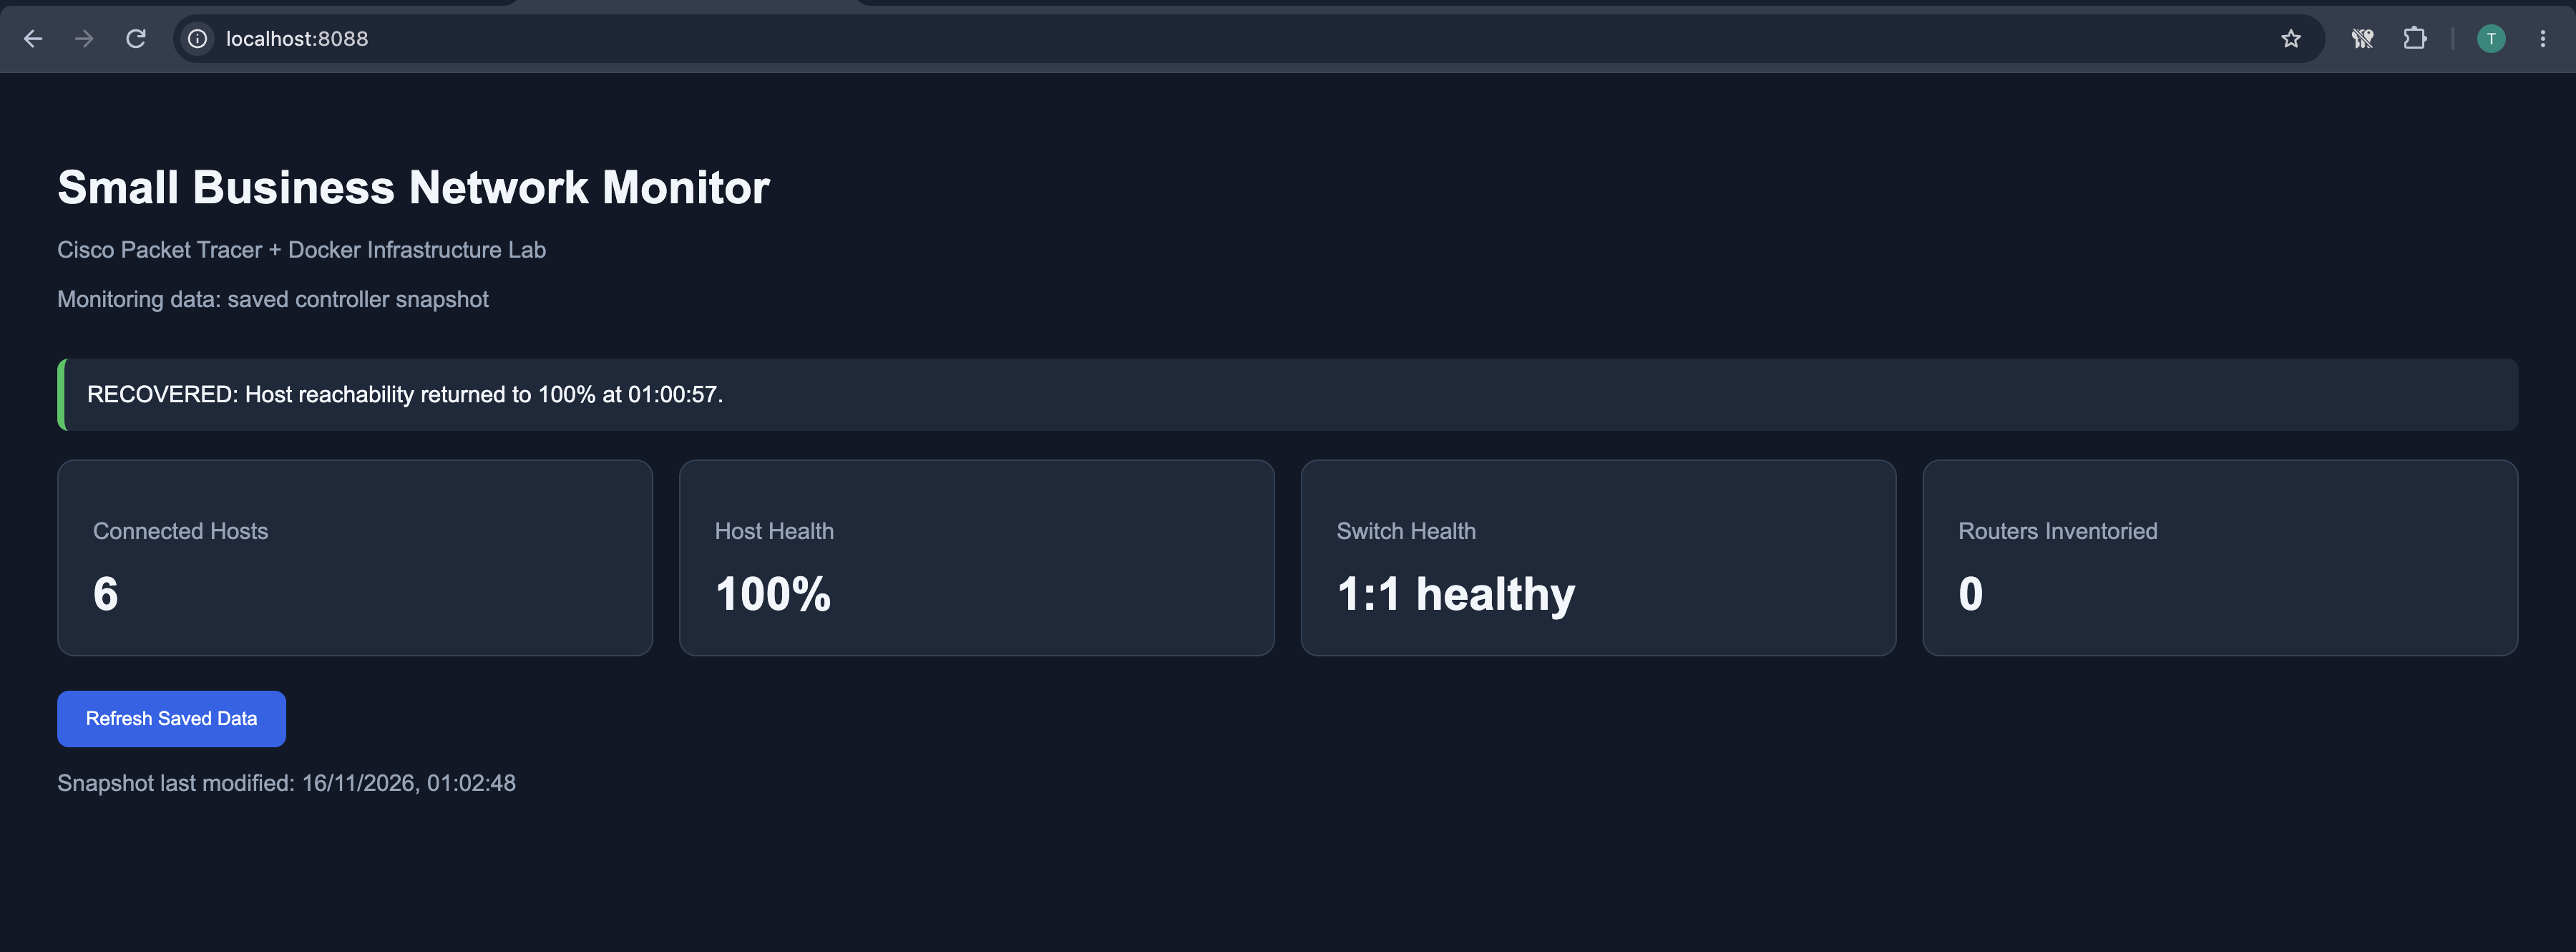 localhost:8088
T
Small Business Network Monitor
Cisco Packet Tracer + Docker Infrastructure Lab
Monitoring data: saved controller snapshot
RECOVERED: Host reachability returned to 100% at 01:00:57.
Connected Hosts
6
Host Health
100%
Switch Health
1:1 healthy
Routers Inventoried
0
Refresh Saved Data
Snapshot last modified: 16/11/2026, 01:02:48